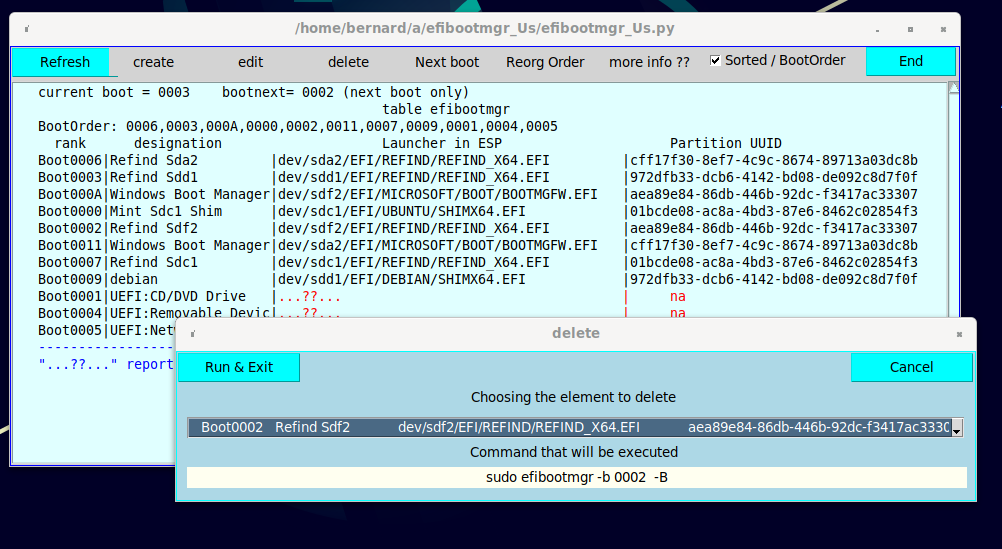 /home/bernard/a/efibootmgr_Us/efibootmgr_Us.py
Refresh create edit delete Next boot Reorg Order more info ?? Sorted / BootOrder End
current boot = 0003    bootnext= 0002 (next boot only)
table efibootmgr
BootOrder: 0006,0003,000A,0000,0002,0011,0007,0009,0001,0004,0005
rank designation Launcher in ESP Partition UUID
Boot0006|Refind Sda2 |dev/sda2/EFI/REFIND/REFIND_X64.EFI |cff17f30-8ef7-4c9c-8674-89713a03dc8b
Boot0003|Refind Sdd1 |dev/sdd1/EFI/REFIND/REFIND_X64.EFI |972dfb33-dcb6-4142-bd08-de092c8d7f0f
Boot000A|Windows Boot Manager|dev/sdf2/EFI/MICROSOFT/BOOT/BOOTMGFW.EFI |aea89e84-86db-446b-92dc-f3417ac33307
Boot0000|Mint Sdc1 Shim |dev/sdc1/EFI/UBUNTU/SHIMX64.EFI |01bcde08-ac8a-4bd3-87e6-8462c02854f3
Boot0002|Refind Sdf2 |dev/sdf2/EFI/REFIND/REFIND_X64.EFI |aea89e84-86db-446b-92dc-f3417ac33307
Boot0011|Windows Boot Manager|dev/sda2/EFI/MICROSOFT/BOOT/BOOTMGFW.EFI |cff17f30-8ef7-4c9c-8674-89713a03dc8b
Boot0007|Refind Sdc1 |dev/sdc1/EFI/REFIND/REFIND_X64.EFI |01bcde08-ac8a-4bd3-87e6-8462c02854f3
Boot0009|debian |dev/sdd1/EFI/DEBIAN/SHIMX64.EFI |972dfb33-dcb6-4142-bd08-de092c8d7f0f
Boot0001|UEFI:CD/DVD Drive |...??... | na
Boot0004|UEFI:Removable Devic|...??... | na
Boot0005|UEFI:Net
-----------------
"...??..." report
delete
Run & Exit Cancel
Choosing the element to delete
Boot0002 Refind Sdf2 dev/sdf2/EFI/REFIND/REFIND_X64.EFI aea89e84-86db-446b-92dc-f3417ac3330
Command that will be executed
sudo efibootmgr -b 0002  -B